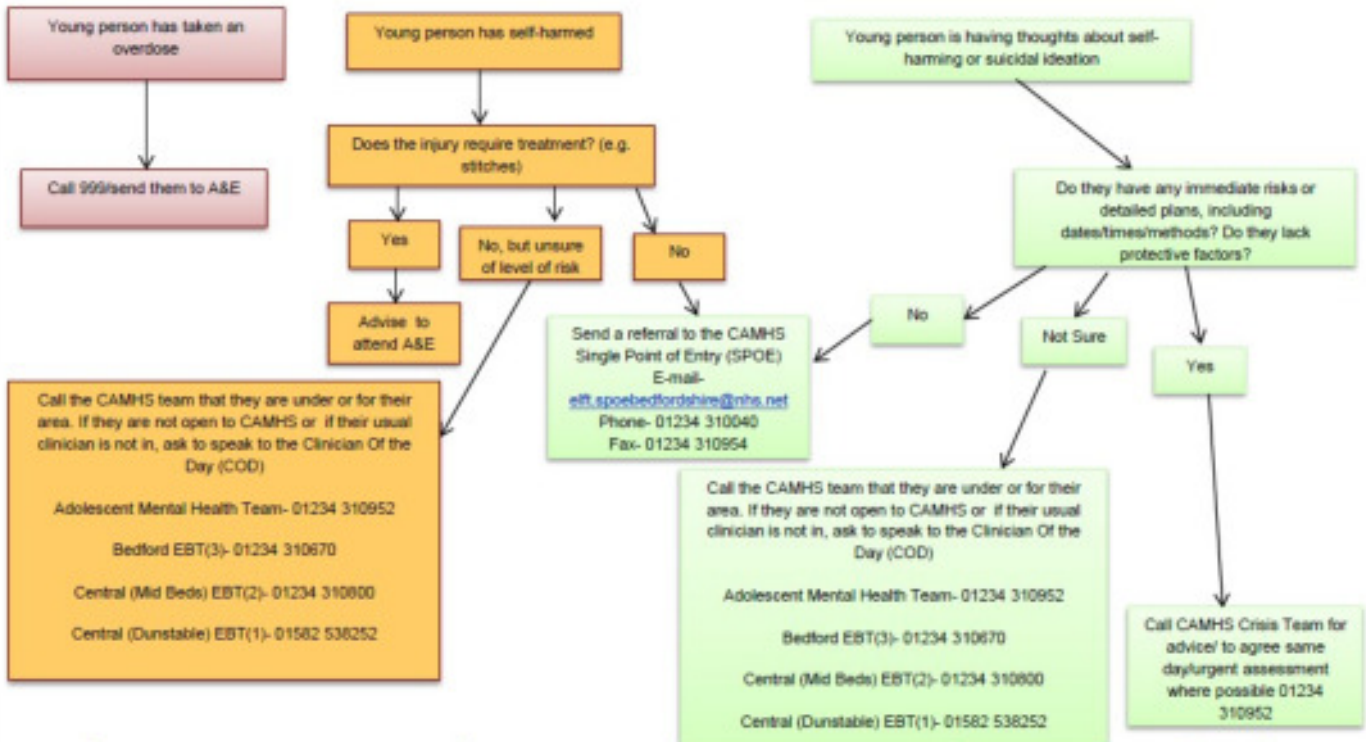 Young person has taken an
overdose
Call 999/send them to A&E
Young person has self-harmed
Does the injury require treatment? (e.g.
stitches)
Yes
No, but unsure
of level of risk
No
Advise to
attend A&E
Call the CAMHS team that they are under or for their
area. If they are not open to CAMHS or if their usual
clinician is not in, ask to speak to the Clinician Of the
Day (COD)
Adolescent Mental Health Team- 01234 310952
Bedford EBT(3)- 01234 310670
Central (Mid Beds) EBT(2)- 01234 310800
Central (Dunstable) EBT(1)- 01582 538252
Send a referral to the CAMHS
Single Point of Entry (SPOE)
E-mail-
elft.spoebedfordshire@nhs.net
Phone- 01234 310040
Fax- 01234 310954
Young person is having thoughts about self-
harming or suicidal ideation
Do they have any immediate risks or
detailed plans, including
dates/times/methods? Do they lack
protective factors?
No
Not Sure
Yes
Call the CAMHS team that they are under or for their
area. If they are not open to CAMHS or if their usual
clinician is not in, ask to speak to the Clinician Of the
Day (COD)
Adolescent Mental Health Team- 01234 310952
Bedford EBT(3)- 01234 310670
Central (Mid Beds) EBT(2)- 01234 310800
Central (Dunstable) EBT(1)- 01582 538252
Call CAMHS Crisis Team for
advice/ to agree same
day/urgent assessment
where possible 01234
310952